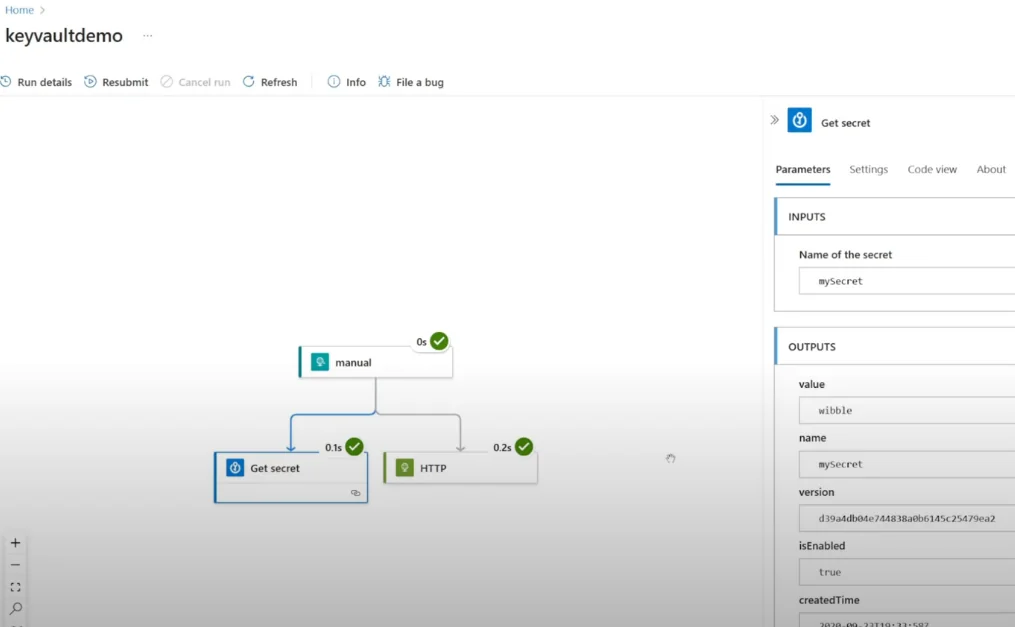 Home
keyvaultdemo
Run details Resubmit Cancel run Refresh Info File a bug
Get secret
Parameters Settings Code view About
INPUTS
Name of the secret
mySecret
OUTPUTS
value
wibble
name
mySecret
version
d39a4db04e744838a0b6145c25479ea2
isEnabled
true
createdTime
0s
manual
0.1s
Get secret
0.2s
HTTP